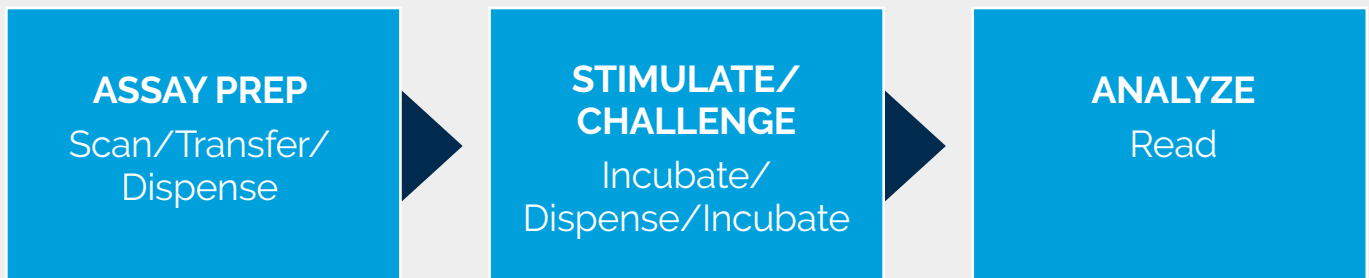 ASSAY PREP
Scan/Transfer/
Dispense
STIMULATE/
CHALLENGE
Incubate/
Dispense/Incubate
ANALYZE
Read